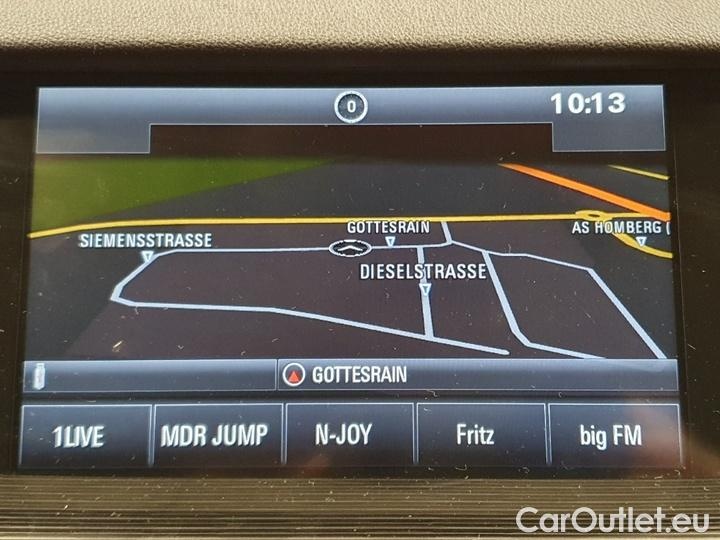 0
10:13
GOTTESRAIN
AS HOMBERG (
SIEMENSSTRASSE
DIESELSTRASSE
GOTTESRAIN
1LIVE
MDR JUMP
N-JOY
Fritz
big FM
CarOutlet.eu